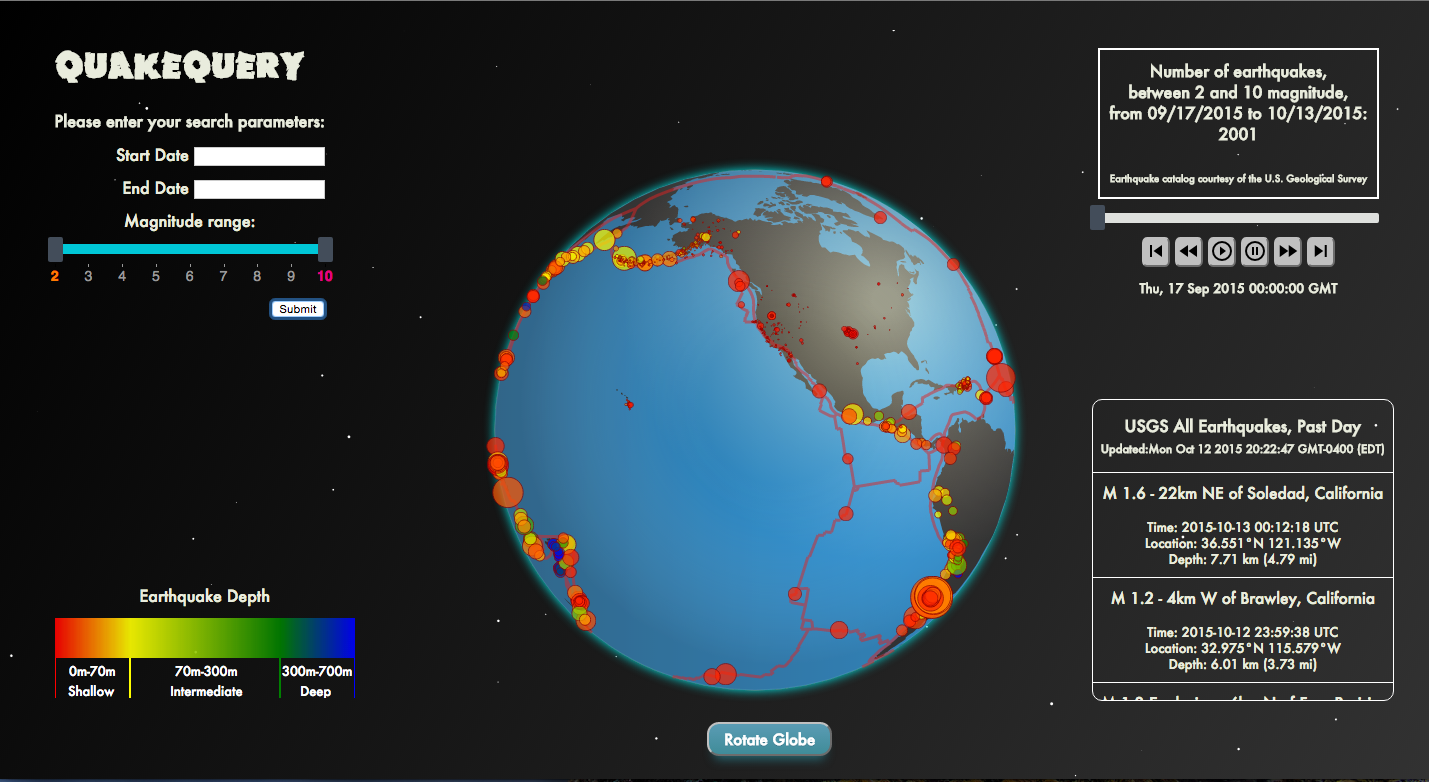 QUAKEQUERY
Please enter your search parameters:
Start Date
End Date
Magnitude range:
2 3 4 5 6 7 8 9 10
Submit
Earthquake Depth
0m-70m 70m-300m 300m-700m
Shallow Intermediate Deep
Rotate Globe
Number of earthquakes,
between 2 and 10 magnitude,
from 09/17/2015 to 10/13/2015:
2001
Earthquake catalog courtesy of the U.S. Geological Survey
Thu, 17 Sep 2015 00:00:00 GMT
USGS All Earthquakes, Past Day
Updated:Mon Oct 12 2015 20:22:47 GMT-0400 (EDT)
M 1.6 - 22km NE of Soledad, California
Time: 2015-10-13 00:12:18 UTC
Location: 36.551°N 121.135°W
Depth: 7.71 km (4.79 mi)
M 1.2 - 4km W of Brawley, California
Time: 2015-10-12 23:59:38 UTC
Location: 32.975°N 115.579°W
Depth: 6.01 km (3.73 mi)